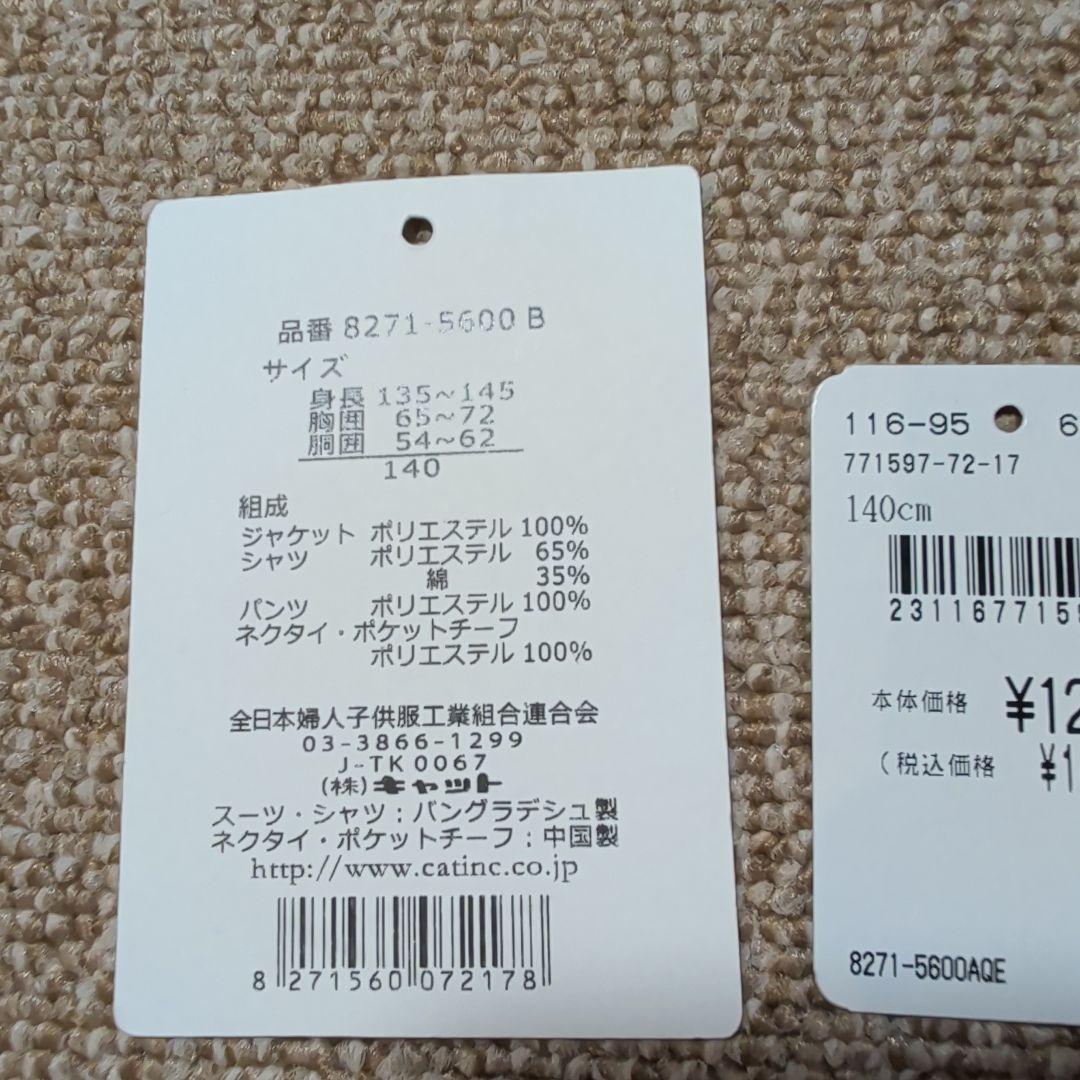 品番 8271-5600 B
サイズ
身長 135~145
胸囲 65~72
胴囲 54~62
140
組成
ジャケット ポリエステル 100%
シャツ ポリエステル 65%
綿 35%
パンツ ポリエステル 100%
ネクタイ・ポケットチーフ
ポリエステル 100%
全日本婦人子供服工業組合連合会
03-3866-1299
J-TK0067
(株)キャット
スーツ・シャツ:バングラデシュ製
ネクタイ・ポケットチーフ:中国製
http://www.catinc.co.jp
8 271560 072178
116-95 6
771597-72-17
140cm
231167715
本体価格 ¥12
(税込価格 ¥1
8271-5600AQE